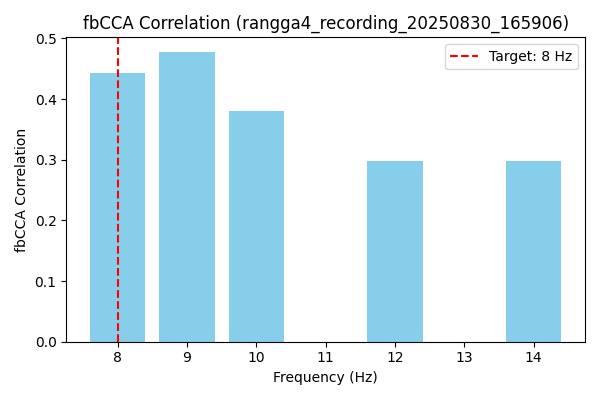 fbCCA Correlation (rangga4_recording_20250830_165906)
Target: 8 Hz
fbCCA Correlation
0.5
0.4
0.3
0.2
0.1
0.0
8 9 10 11 12 13 14
Frequency (Hz)